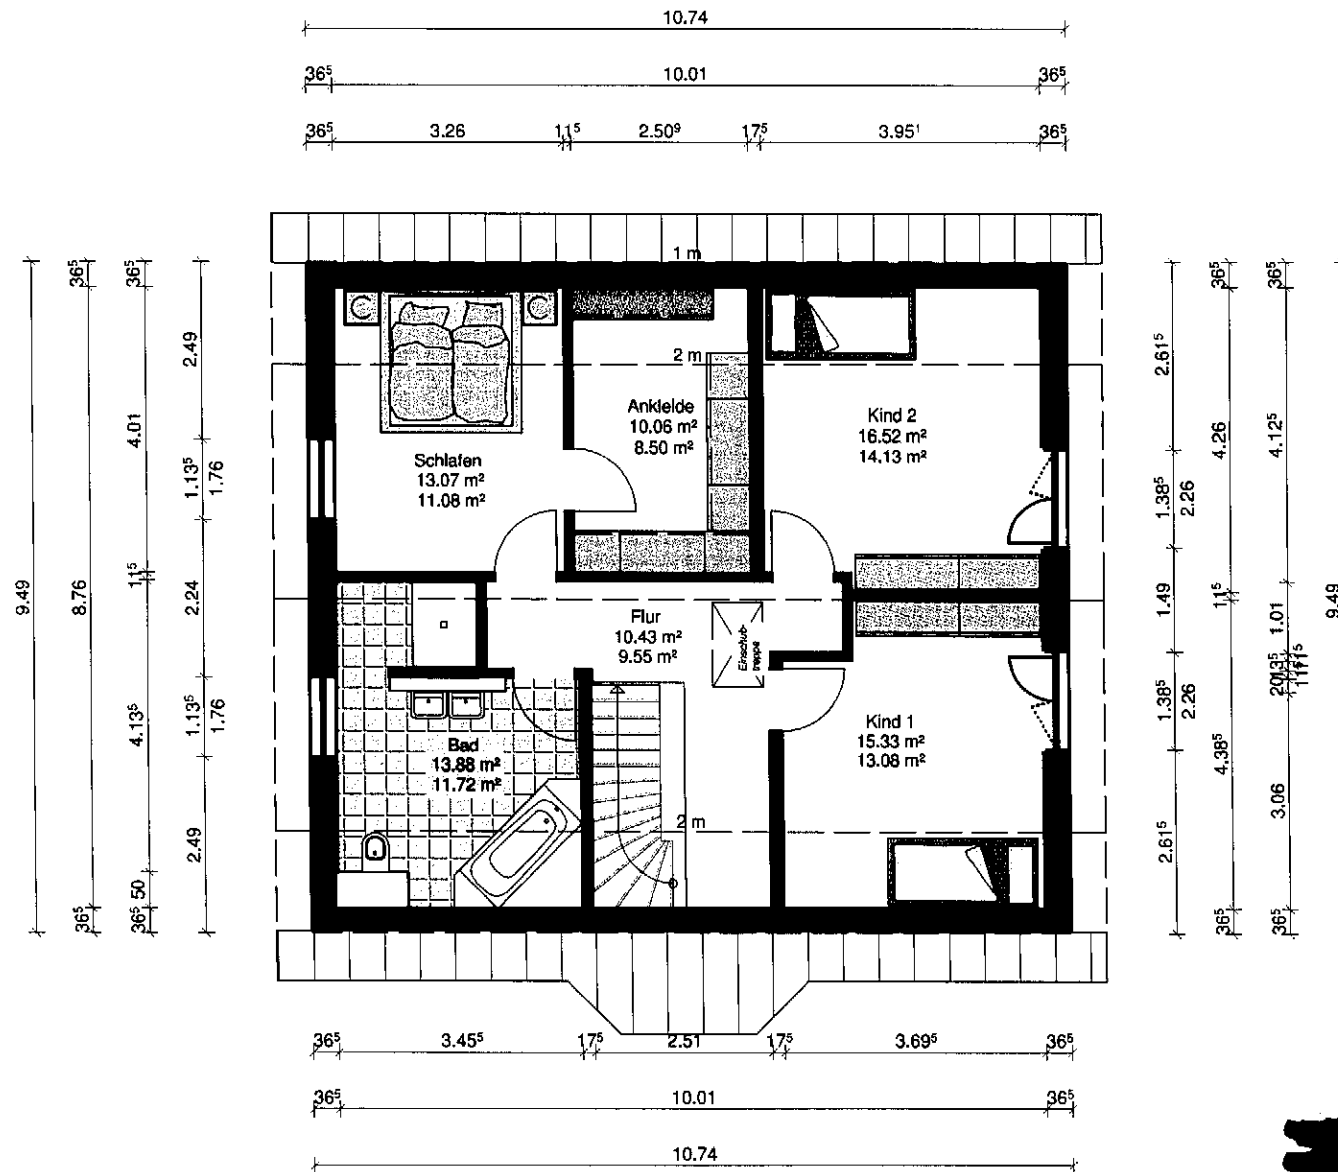 10.74
36⁵ 10.01 36⁵
36⁵ 3.26 11⁵ 2.50⁹ 17⁵ 3.95¹ 36⁵
1 m
2 m
Schlafen
13.07 m²
11.08 m²
Ankleide
10.06 m²
8.50 m²
Kind 2
16.52 m²
14.13 m²
Flur
10.43 m²
9.55 m²
Einschub-
treppe
Bad
13.88 m²
11.72 m²
Kind 1
15.33 m²
13.08 m²
2 m
9.49
36⁵ 8.76 36⁵
36⁵ 4.01 11⁵ 4.13⁵ 50 36⁵
2.49 1.13⁵ 2.24 1.13⁵ 2.49
1.76 1.76
2.61⁵ 1.38⁵ 1.49 1.38⁵ 2.61⁵
2.26 2.26
36⁵ 4.26 11⁵ 4.38⁵ 36⁵
36⁵ 4.12⁵ 1.01 3.06 36⁵
9.49
36⁵ 3.45⁵ 17⁵ 2.51 17⁵ 3.69⁵ 36⁵
36⁵ 10.01 36⁵
10.74